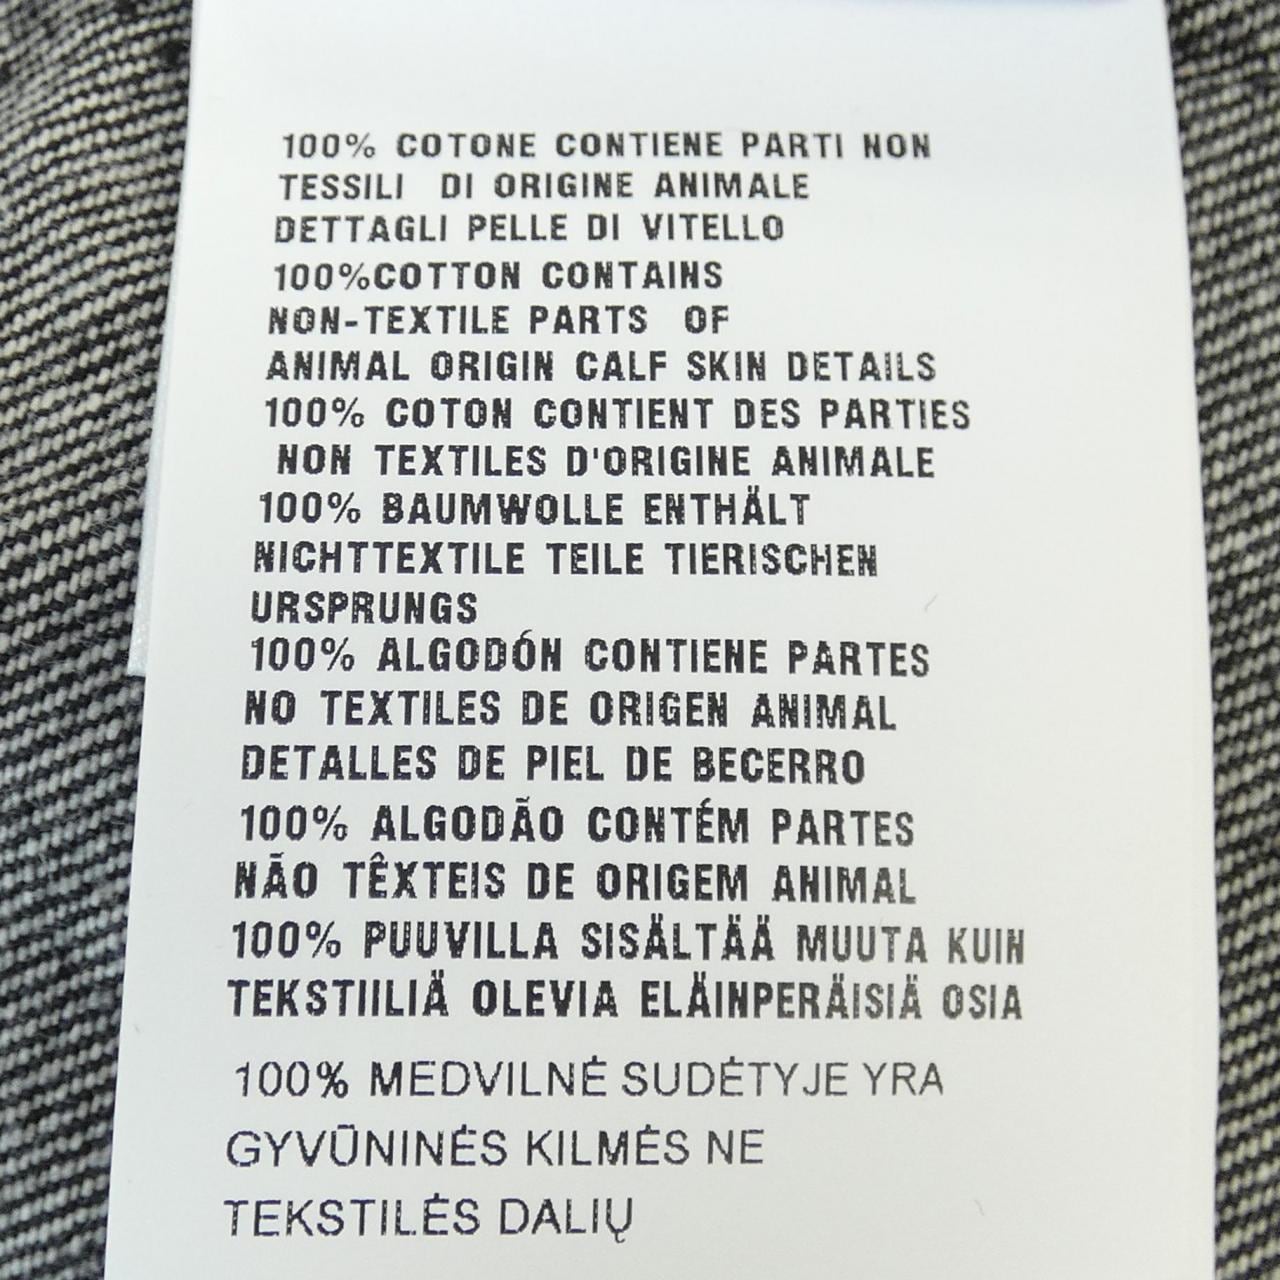 100% COTONE CONTIENE PARTI NON
TESSILI DI ORIGINE ANIMALE
DETTAGLI PELLE DI VITELLO
100%COTTON CONTAINS
NON-TEXTILE PARTS OF
ANIMAL ORIGIN CALF SKIN DETAILS
100% COTON CONTIENT DES PARTIES
NON TEXTILES D'ORIGINE ANIMALE
100% BAUMWOLLE ENTHÄLT
NICHTTEXTILE TEILE TIERISCHEN
URSPRUNGS
100% ALGODÓN CONTIENE PARTES
NO TEXTILES DE ORIGEN ANIMAL
DETALLES DE PIEL DE BECERRO
100% ALGODÃO CONTÉM PARTES
NÃO TÊXTEIS DE ORIGEM ANIMAL
100% PUUVILLA SISÄLTÄÄ MUUTA KUIN
TEKSTIILIÄ OLEVIA ELÄINPERÄISIÄ OSIA
100% MEDVILNĖ SUDĖTYJE YRA
GYVŪNINĖS KILMĖS NE
TEKSTILĖS DALIŲ